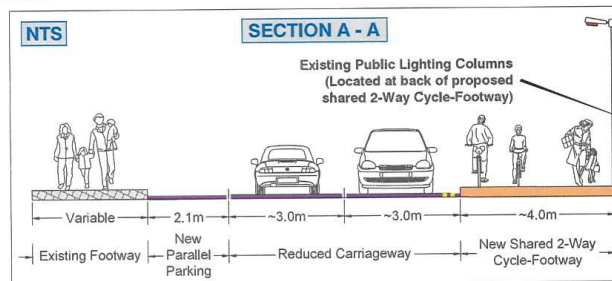 NTS
SECTION A - A
Existing Public Lighting Columns
(Located at back of proposed
shared 2-Way Cycle-Footway)
Variable
2.1m
~3.0m
~3.0m
~4.0m
Existing Footway
New
Parallel
Parking
Reduced Carriageway
New Shared 2-Way
Cycle-Footway